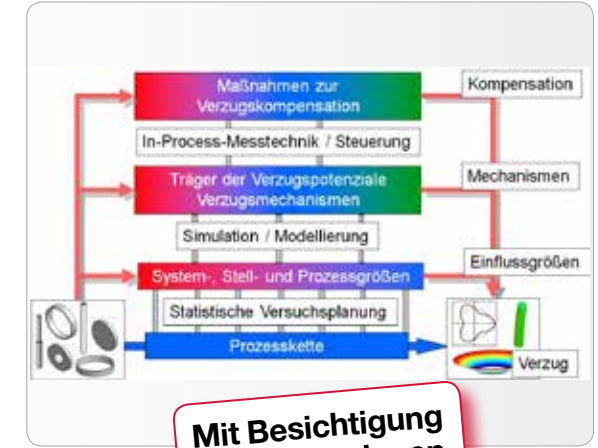 Maßnahmen zur
Verzugskompensation
Kompensation
In-Process-Messtechnik / Steuerung
Träger der Verzugspotenziale
Verzugsmechanismen
Mechanismen
Simulation / Modellierung
Einflussgrößen
System-, Stell- und Prozessgrößen
Statistische Versuchsplanung
Prozesskette
Verzug
Mit Besichtigung